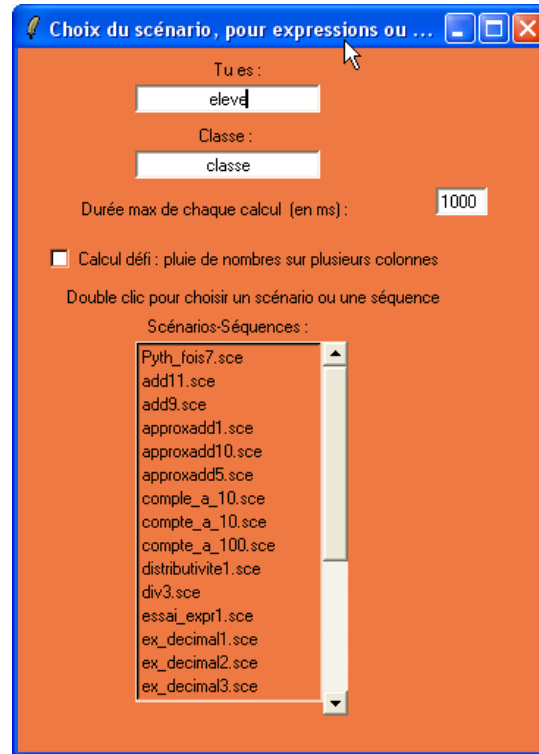 Choix du scénario, pour expressions ou ...
Tu es :
eleve
Classe :
classe
Durée max de chaque calcul (en ms) :
1000
Calcul défi : pluie de nombres sur plusieurs colonnes
Double clic pour choisir un scénario ou une séquence
Scénarios-Séquences :
Pyth_fois7.sce
add11.sce
add9.sce
approxadd1.sce
approxadd10.sce
approxadd5.sce
comple_a_10.sce
compte_a_10.sce
compte_a_100.sce
distributivite1.sce
div3.sce
essai_expr1.sce
ex_decimal1.sce
ex_decimal2.sce
ex_decimal3.sce